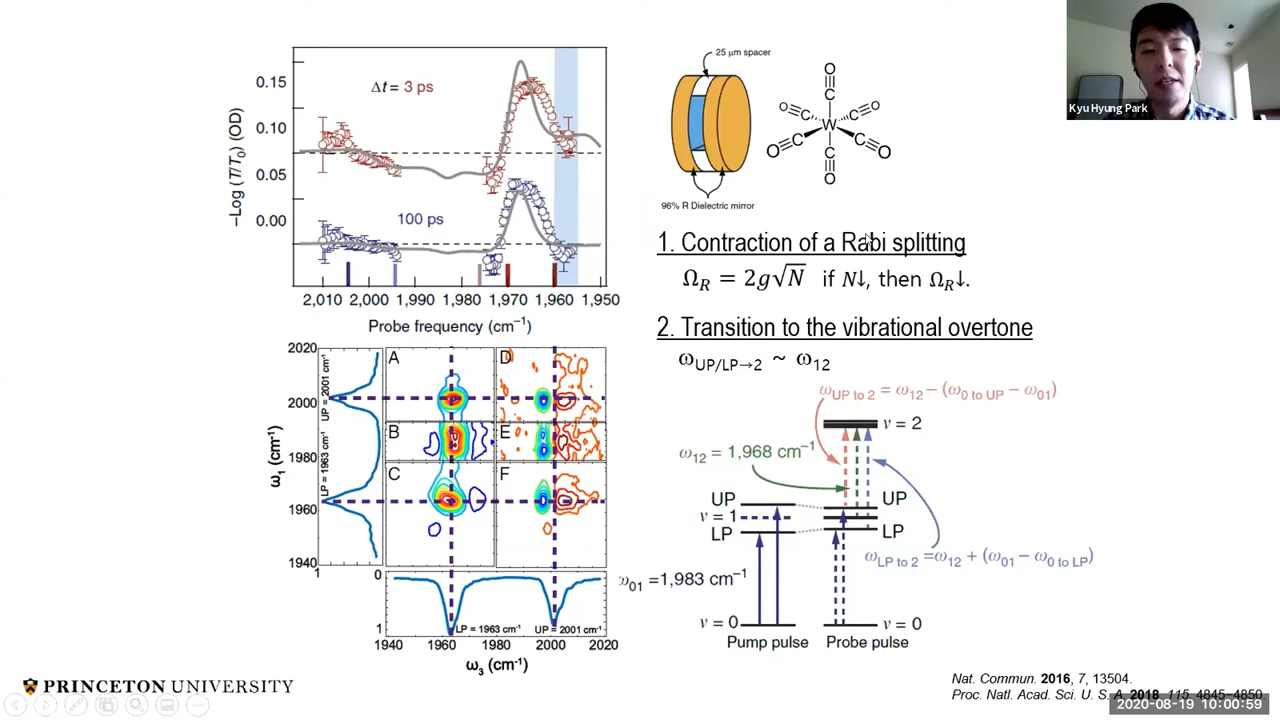 Kyu Hyung Park
0.15
0.10
0.05
0.00
−Log (T/T₀) (OD)
Δt = 3 ps
100 ps
2,010 2,000 1,990 1,980 1,970 1,960 1,950
Probe frequency (cm⁻¹)
25 μm spacer
96% R Dielectric mirror
O
C
O≡C
C≡O
W
O≡C
C≡O
C
O
1. Contraction of a Rabi splitting
Ω_R = 2g√N if N↓, then Ω_R↓.
2. Transition to the vibrational overtone
ω_UP/LP→2 ~ ω₁₂
ω_UP to 2 = ω₁₂ − (ω_0 to UP − ω₀₁)
v = 2
ω₁₂ = 1,968 cm⁻¹
UP
v = 1
LP
UP
LP
ω_LP to 2 = ω₁₂ + (ω₀₁ − ω_0 to LP)
ω₀₁ = 1,983 cm⁻¹
v = 0
v = 0
Pump pulse
Probe pulse
2020
2000
1980
1960
1940
ω₁ (cm⁻¹)
UP = 2001 cm⁻¹
LP = 1963 cm⁻¹
A
D
B
E
C
F
1
0
1
LP = 1963 cm⁻¹
UP = 2001 cm⁻¹
1940 1960 1980 2000 2020
ω₃ (cm⁻¹)
PRINCETON UNIVERSITY
Nat. Commun. 2016, 7, 13504.
Proc. Natl. Acad. Sci. U. S. A. 2018, 115, 4845–4850
2020-08-19 10:00:59